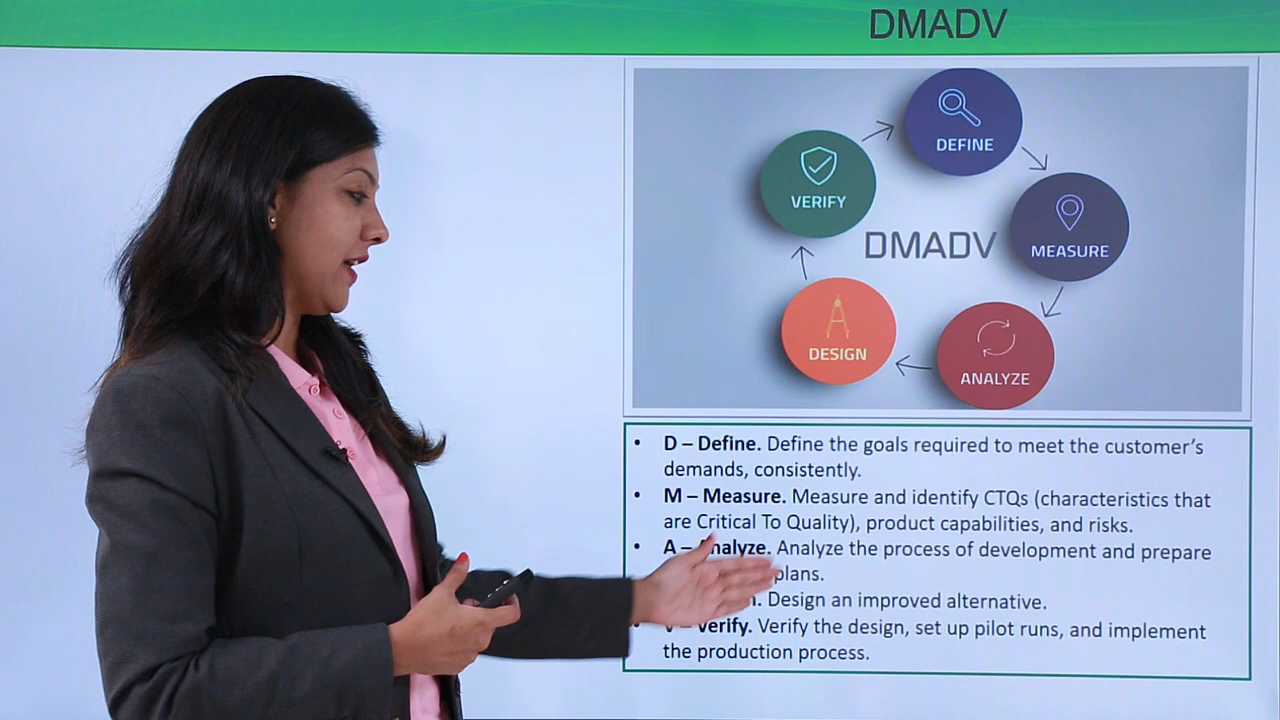 DMADV
DEFINE
VERIFY
MEASURE
DMADV
DESIGN
ANALYZE
• D – Define. Define the goals required to meet the customer's
demands, consistently.
• M – Measure. Measure and identify CTQs (characteristics that
are Critical To Quality), product capabilities, and risks.
• A – Analyze. Analyze the process of development and prepare
plans.
Design an improved alternative.
• V – Verify. Verify the design, set up pilot runs, and implement
the production process.